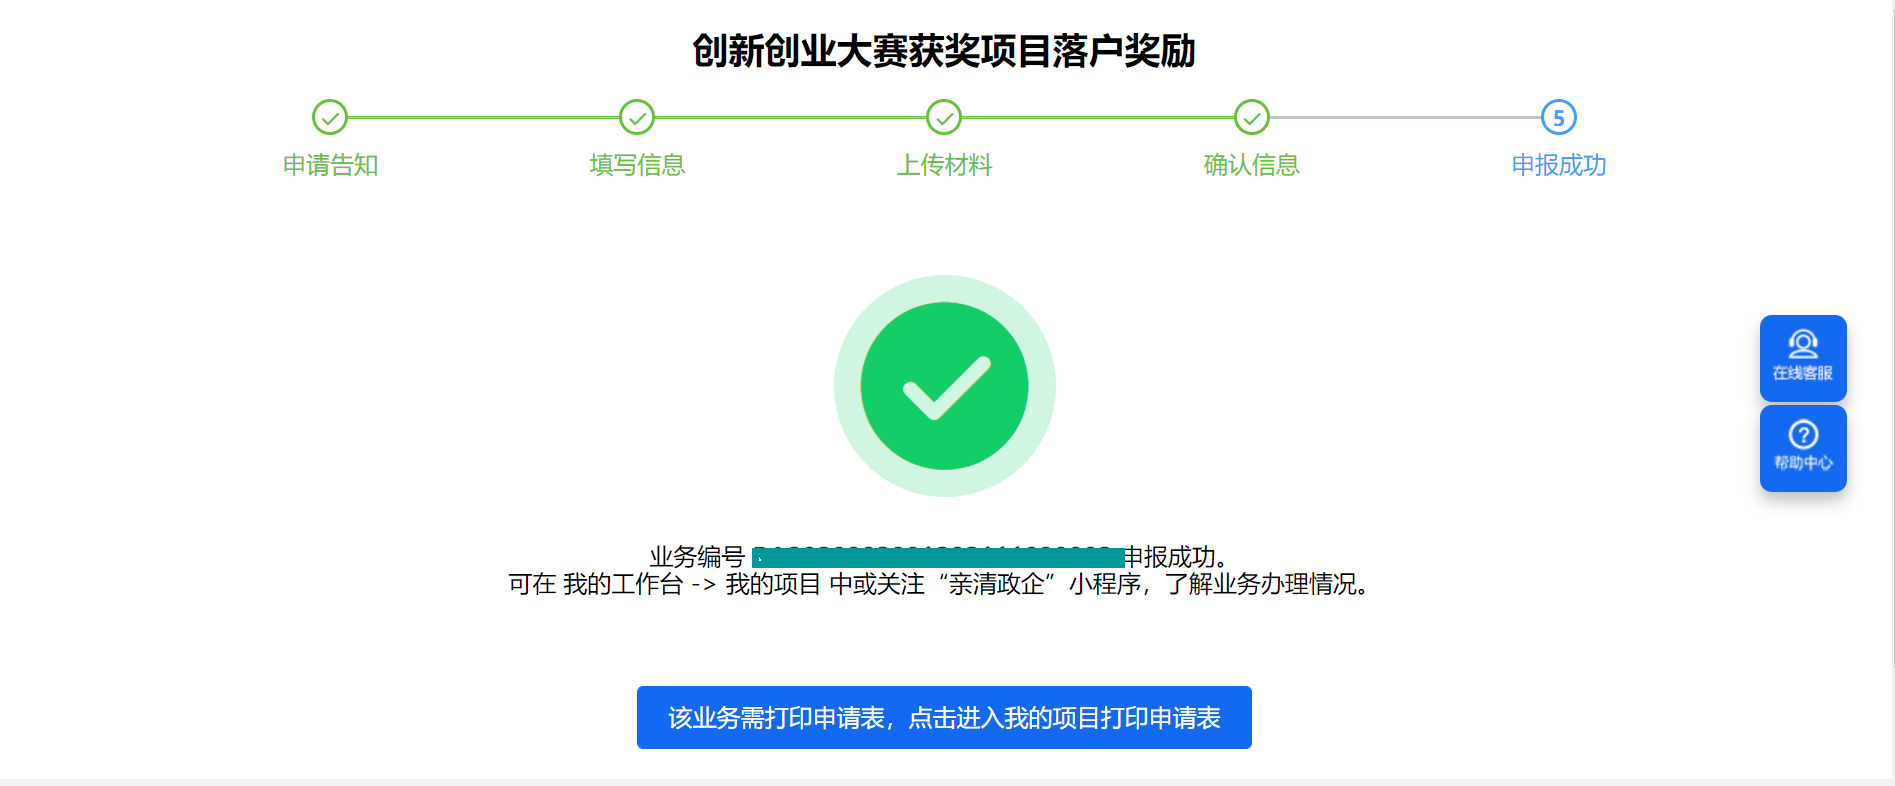 创新创业大赛获奖项目落户奖励
申请告知
填写信息
上传材料
确认信息
5
申报成功
在线客服
帮助中心
业务编号 申报成功。
可在 我的工作台 -> 我的项目 中或关注“亲清政企”小程序，了解业务办理情况。
该业务需打印申请表，点击进入我的项目打印申请表